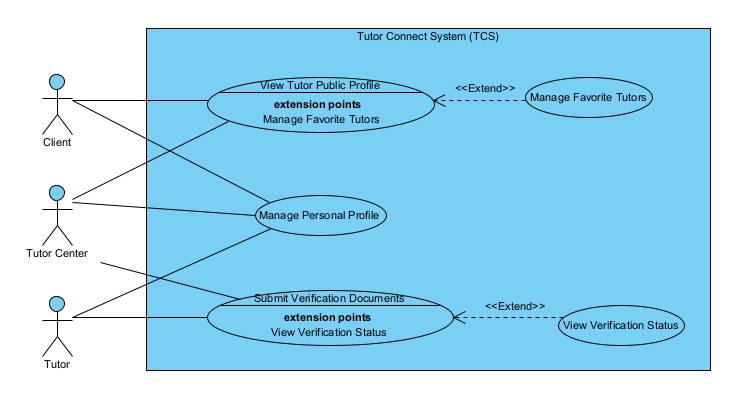 Tutor Connect System (TCS)
View Tutor Public Profile
extension points
Manage Favorite Tutors
<<Extend>>
Manage Favorite Tutors
Client
Manage Personal Profile
Tutor Center
Submit Verification Documents
extension points
View Verification Status
<<Extend>>
View Verification Status
Tutor